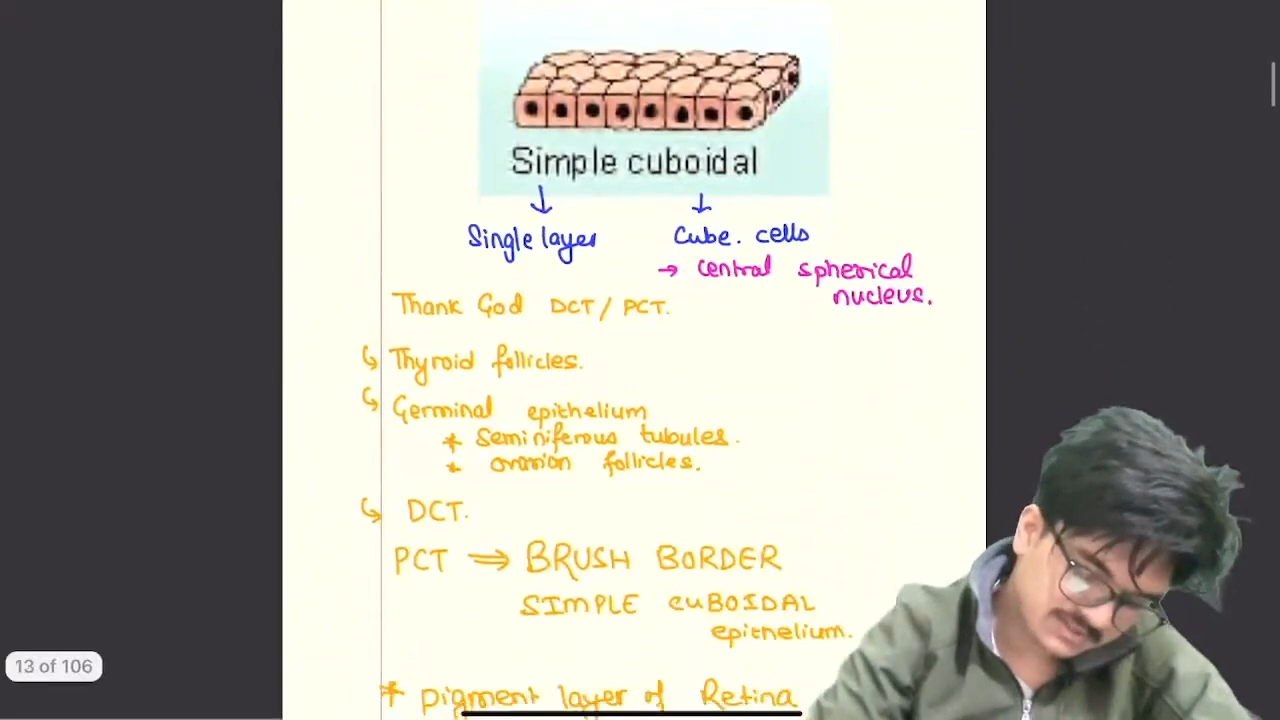 Simple cuboidal
Single layer
Cube. cells
→ central spherical
nucleus.
Thank God DCT / PCT.
↳ Thyroid follicles.
↳ Germinal epithelium
* Seminiferous tubules.
* ovarian follicles.
↳ DCT.
PCT ⇒ BRUSH BORDER
SIMPLE CUBOIDAL
epithelium.
* pigment layer of Retina
13 of 106